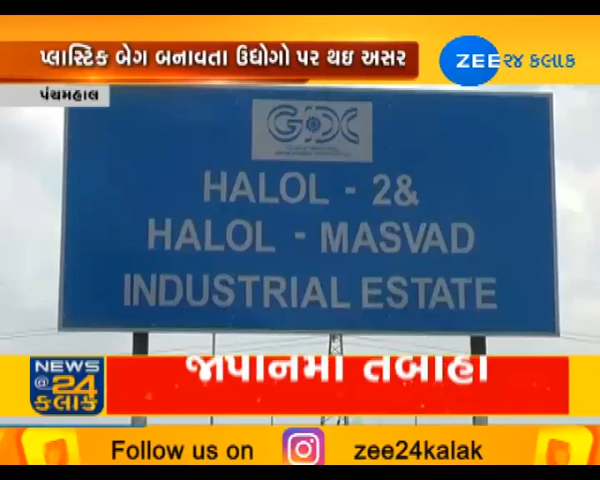 પ્લાસ્ટિક બેગ બનાવતા ઉદ્યોગો પર થઇ અસર
ZEE ૨૪ કલાક
પંચમહાલ
GIDC
HALOL - 2&
HALOL - MASVAD
INDUSTRIAL ESTATE
NEWS
@24
કલાક
જાપાનમાં તબાહી
Follow us on zee24kalak